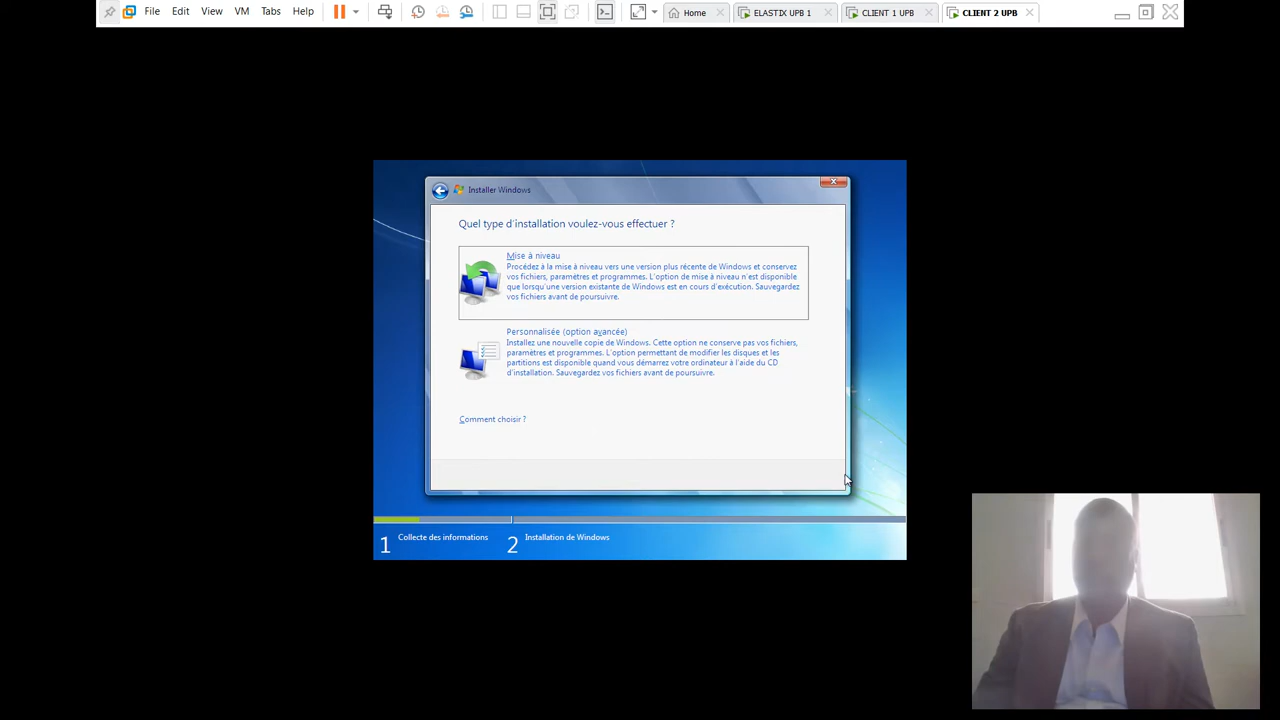 File Edit View VM Tabs Help Home ELASTIX UPB 1 CLIENT 1 UPB CLIENT 2 UPB
Installer Windows
Quel type d'installation voulez-vous effectuer ?
Mise à niveau
Procédez à la mise à niveau vers une version plus récente de Windows et conservez
vos fichiers, paramètres et programmes. L'option de mise à niveau n'est disponible
que lorsqu'une version existante de Windows est en cours d'exécution. Sauvegardez
vos fichiers avant de poursuivre.
Personnalisée (option avancée)
Installez une nouvelle copie de Windows. Cette option ne conserve pas vos fichiers,
paramètres et programmes. L'option permettant de modifier les disques et les
partitions est disponible quand vous démarrez votre ordinateur à l'aide du CD
d'installation. Sauvegardez vos fichiers avant de poursuivre.
Comment choisir ?
1 Collecte des informations 2 Installation de Windows